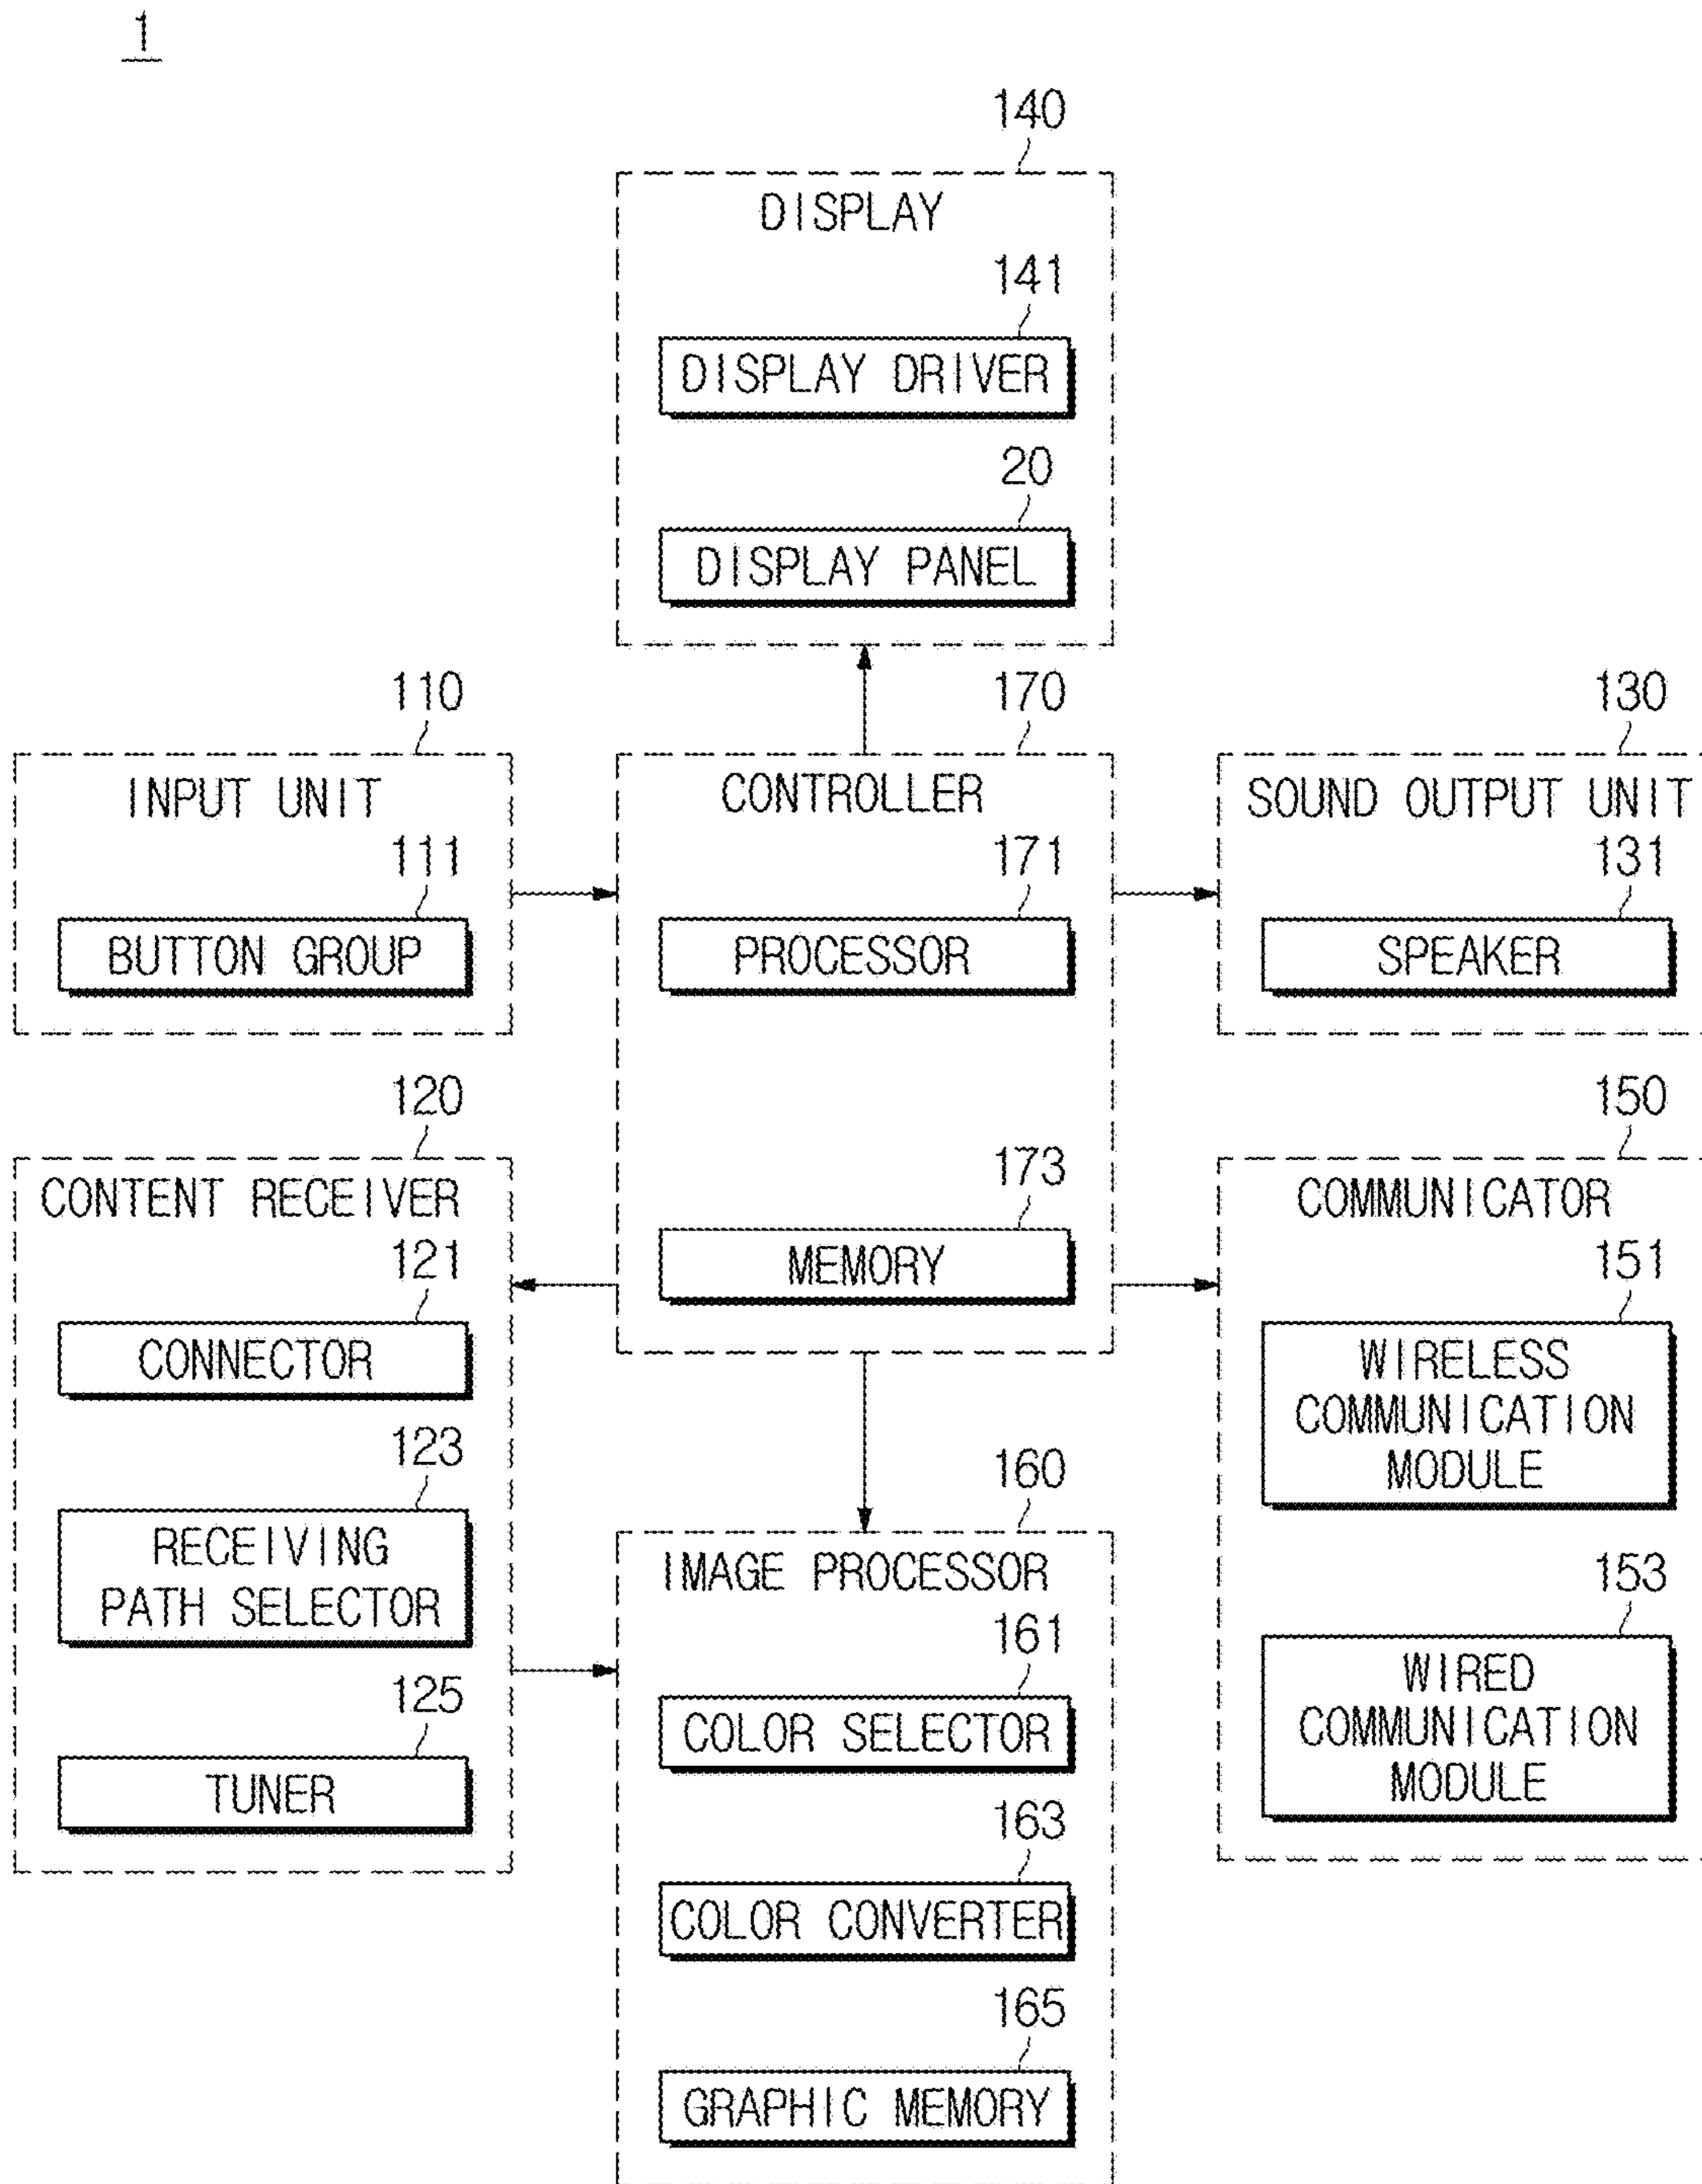 1
140
DISPLAY
141
DISPLAY DRIVER
20
DISPLAY PANEL
110
INPUT UNIT
111
BUTTON GROUP
170
CONTROLLER
171
PROCESSOR
173
MEMORY
130
SOUND OUTPUT UNIT
131
SPEAKER
120
CONTENT RECEIVER
121
CONNECTOR
123
RECEIVING
PATH SELECTOR
125
TUNER
160
IMAGE PROCESSOR
161
COLOR SELECTOR
163
COLOR CONVERTER
165
GRAPHIC MEMORY
150
COMMUNICATOR
151
WIRELESS
COMMUNICATION
MODULE
153
WIRED
COMMUNICATION
MODULE